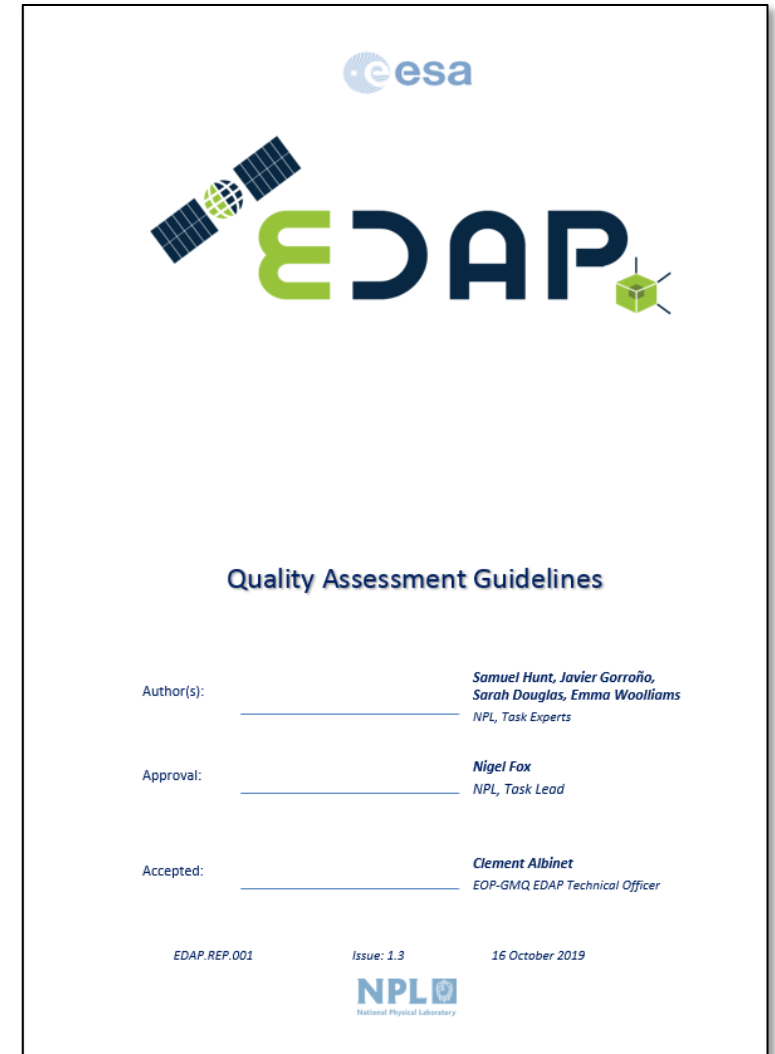 esa
EDAP
Quality Assessment Guidelines
Author(s):
Samuel Hunt, Javier Gorroño,
Sarah Douglas, Emma Woolliams
NPL, Task Experts
Approval:
Nigel Fox
NPL, Task Lead
Accepted:
Clement Albinet
EOP-GMQ EDAP Technical Officer
EDAP.REP.001 Issue: 1.3 16 October 2019
NPL
National Physical Laboratory